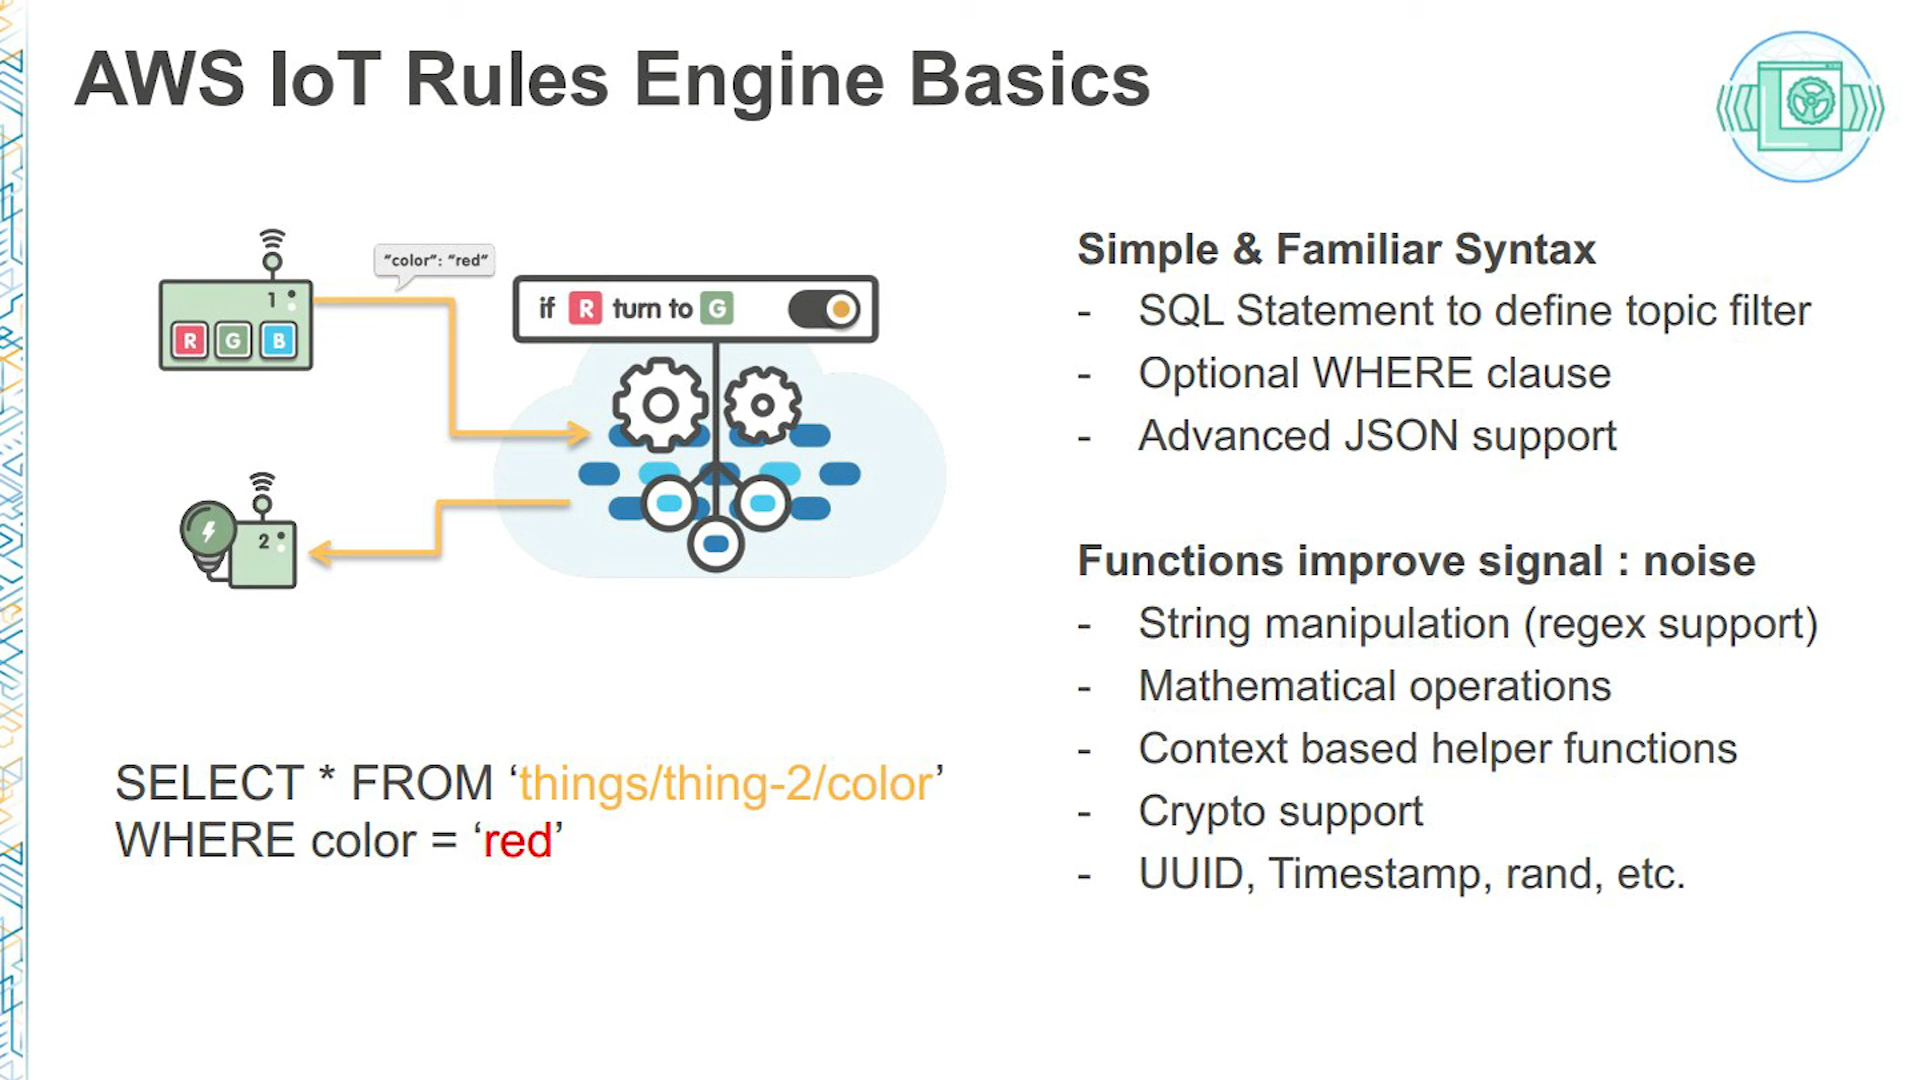 AWS IoT Rules Engine Basics
1
R G B
“color”: “red”
if R turn to G
2
SELECT * FROM ‘things/thing-2/color’
WHERE color = ‘red’
Simple & Familiar Syntax
- SQL Statement to define topic filter
- Optional WHERE clause
- Advanced JSON support
Functions improve signal : noise
- String manipulation (regex support)
- Mathematical operations
- Context based helper functions
- Crypto support
- UUID, Timestamp, rand, etc.